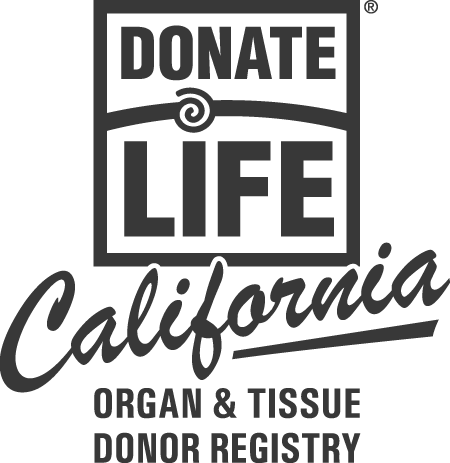 DONATE
®
LIFE
California
ORGAN & TISSUE
DONOR REGISTRY